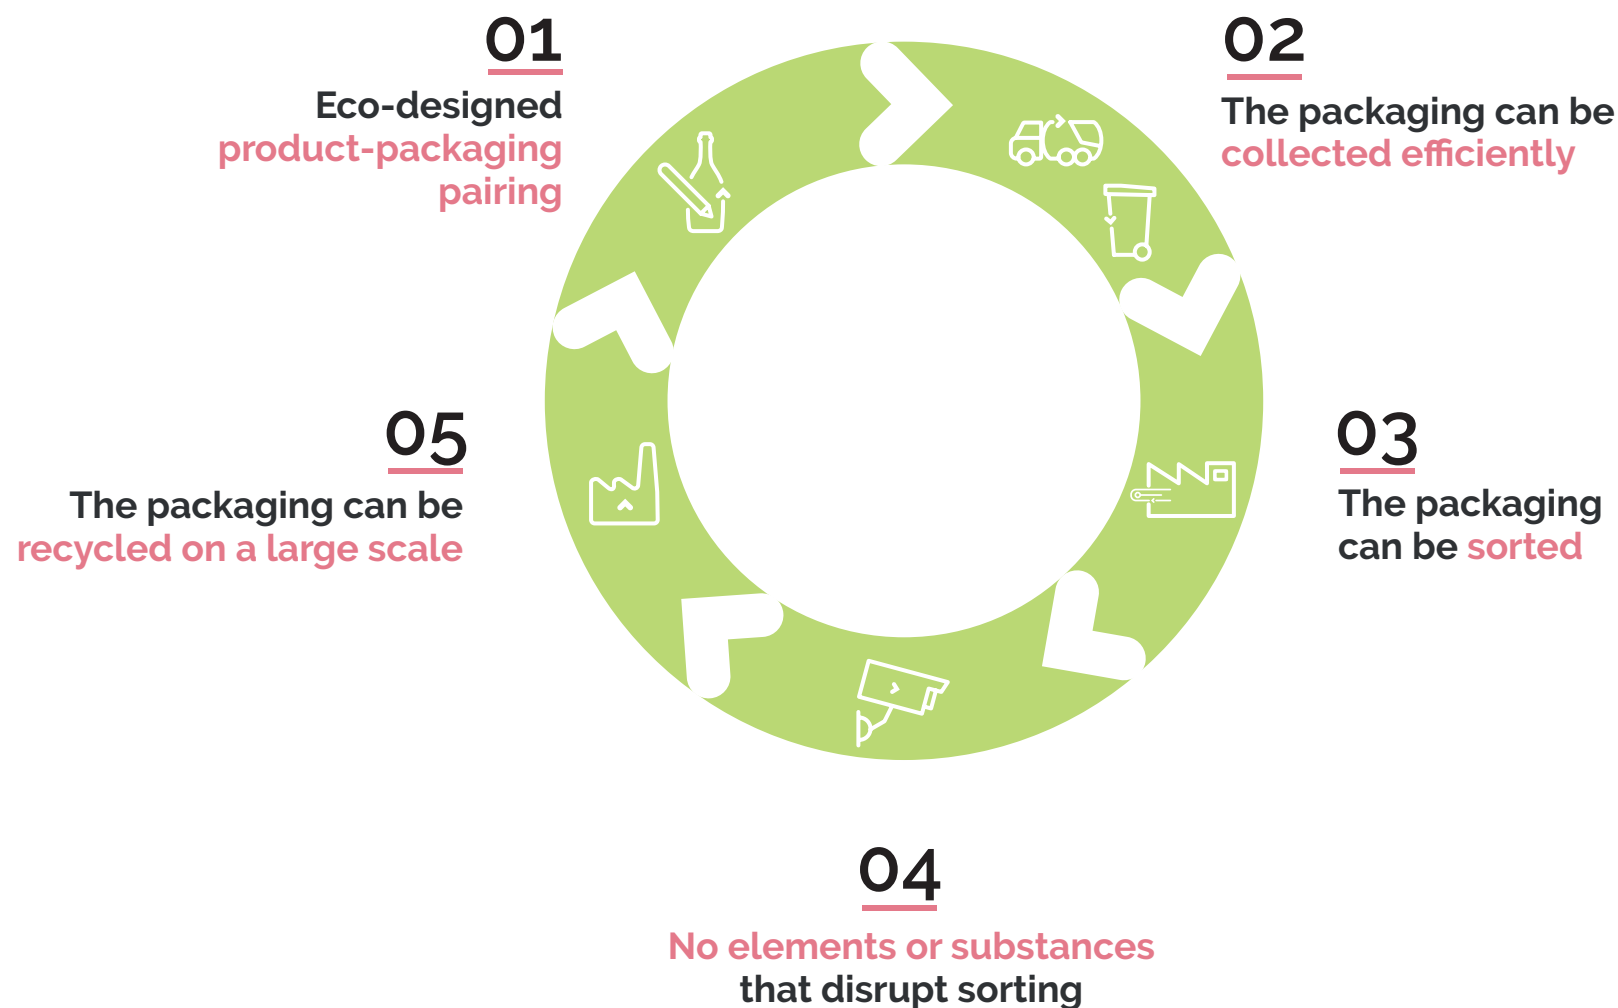 01
Eco-designed
product-packaging
pairing
02
The packaging can be
collected efficiently
03
The packaging
can be sorted
04
No elements or substances
that disrupt sorting
05
The packaging can be
recycled on a large scale